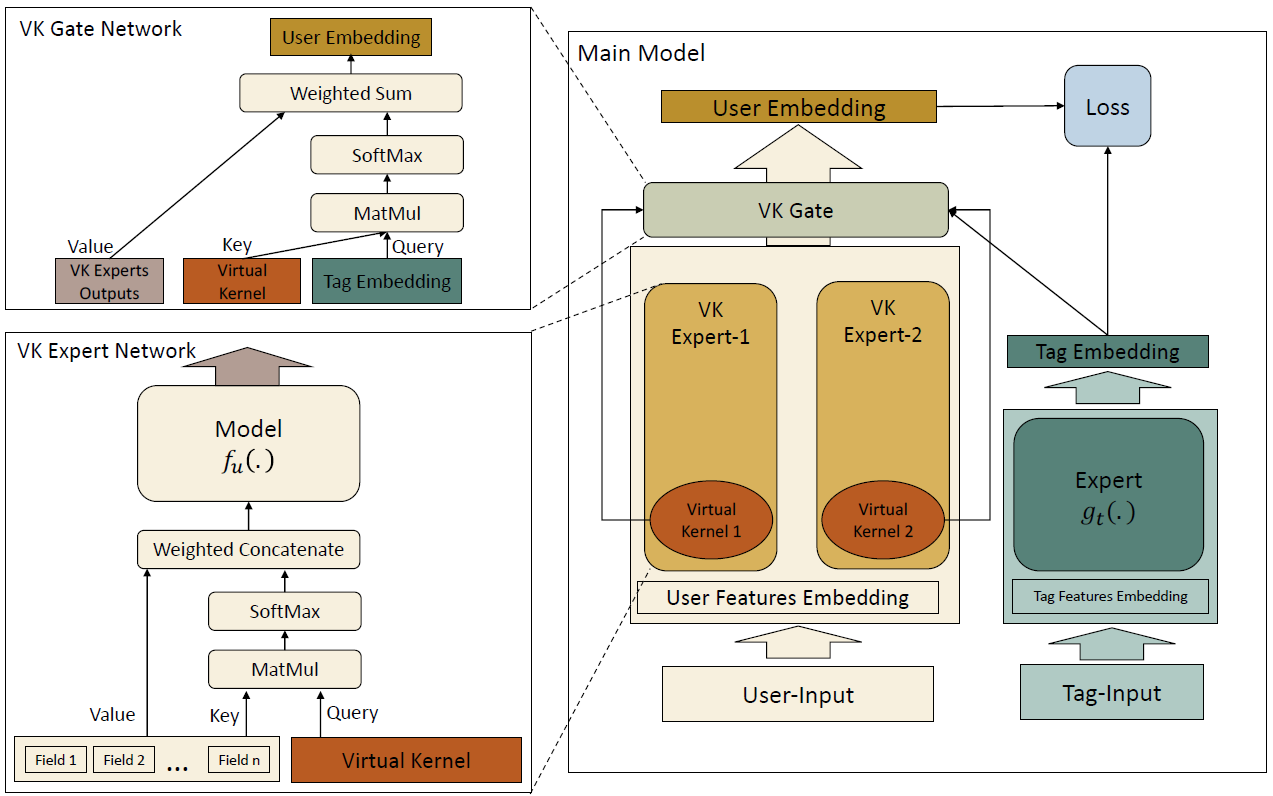 VK Gate Network
User Embedding
Weighted Sum
SoftMax
MatMul
Value
Key
Query
VK Experts
Outputs
Virtual
Kernel
Tag Embedding
VK Expert Network
Model
f_u(.)
Weighted Concatenate
SoftMax
MatMul
Value
Key
Query
Field 1
Field 2
...
Field n
Virtual Kernel
Main Model
User Embedding
Loss
VK Gate
VK
Expert-1
VK
Expert-2
Virtual
Kernel 1
Virtual
Kernel 2
User Features Embedding
User-Input
Tag Embedding
Expert
g_t(.)
Tag Features Embedding
Tag-Input